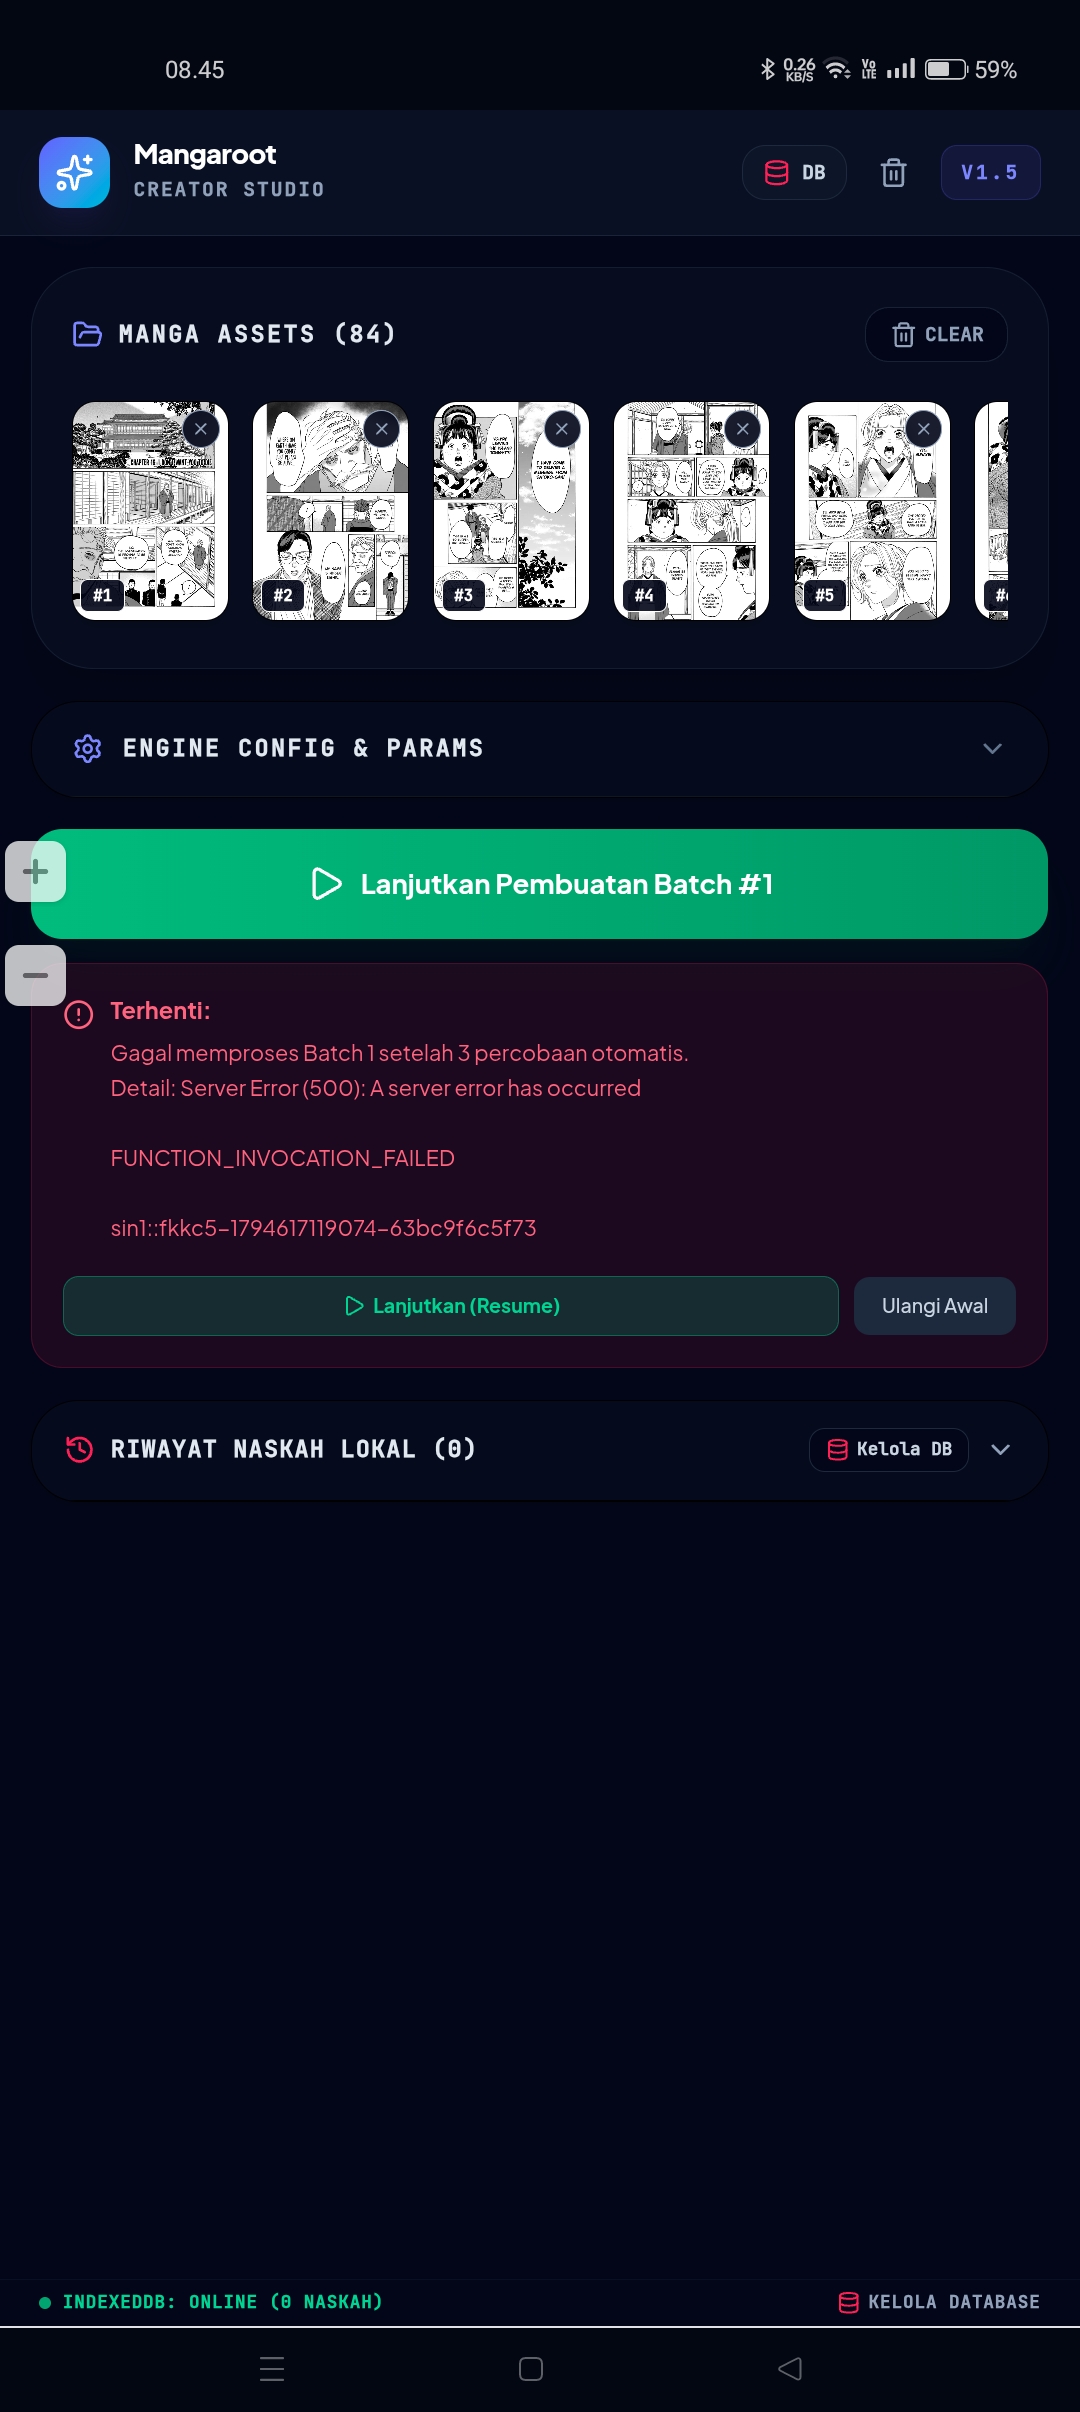 08.45
0.26 KB/S
Vo LTE
59%
Mangaroot
CREATOR STUDIO
DB
V1.5
MANGA ASSETS (84)
CLEAR
#1
#2
#3
#4
#5
ENGINE CONFIG & PARAMS
Lanjutkan Pembuatan Batch #1
Terhenti:
Gagal memproses Batch 1 setelah 3 percobaan otomatis.
Detail: Server Error (500): A server error has occurred
FUNCTION_INVOCATION_FAILED
sin1::fkkc5-1794617119074-63bc9f6c5f73
Lanjutkan (Resume)
Ulangi Awal
RIWAYAT NASKAH LOKAL (0)
Kelola DB
INDEXEDDB: ONLINE (0 NASKAH)
KELOLA DATABASE